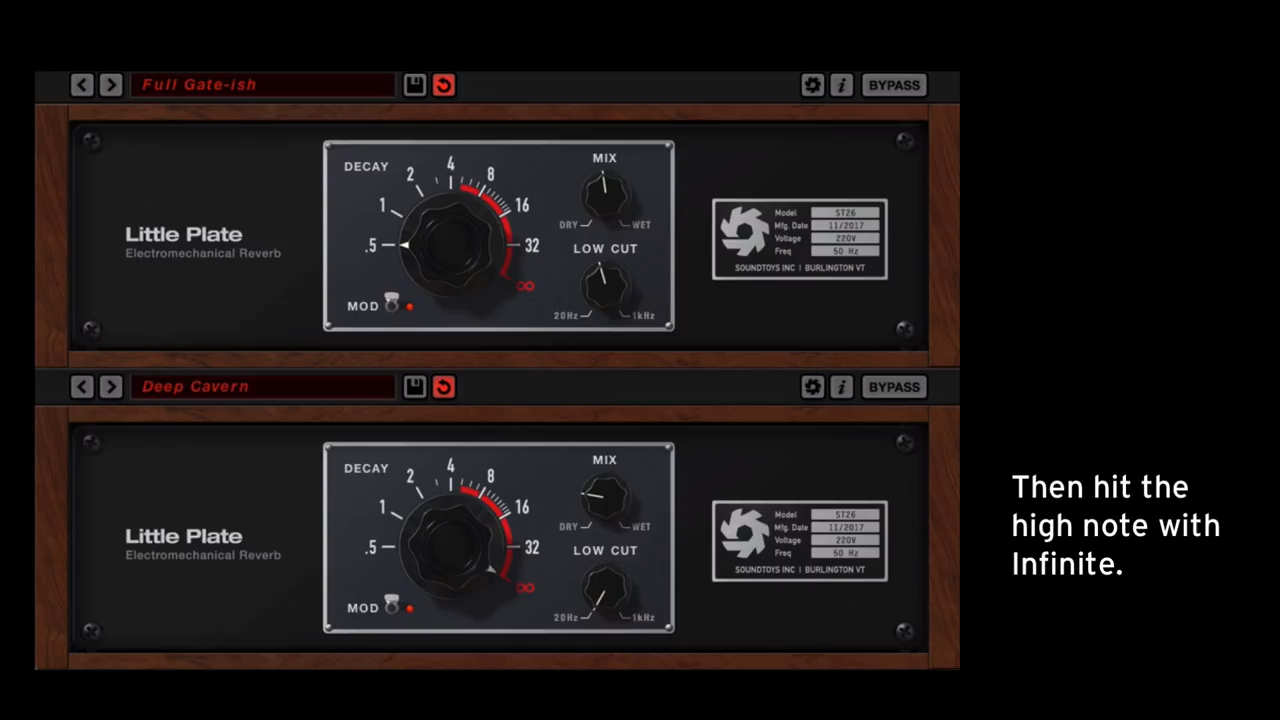 Full Gate-ish
i
BYPASS
DECAY
.5
1
2
4
8
16
32
∞
MIX
DRY
WET
LOW CUT
20Hz
1kHz
MOD
Little Plate
Electromechanical Reverb
Model ST26
Mfg. Date 11/2017
Voltage 220V
Freq 50 Hz
SOUNDTOYS INC | BURLINGTON VT
Deep Cavern
i
BYPASS
DECAY
.5
1
2
4
8
16
32
∞
MIX
DRY
WET
LOW CUT
20Hz
1kHz
MOD
Little Plate
Electromechanical Reverb
Model ST26
Mfg. Date 11/2017
Voltage 220V
Freq 50 Hz
SOUNDTOYS INC | BURLINGTON VT
Then hit the
high note with
Infinite.